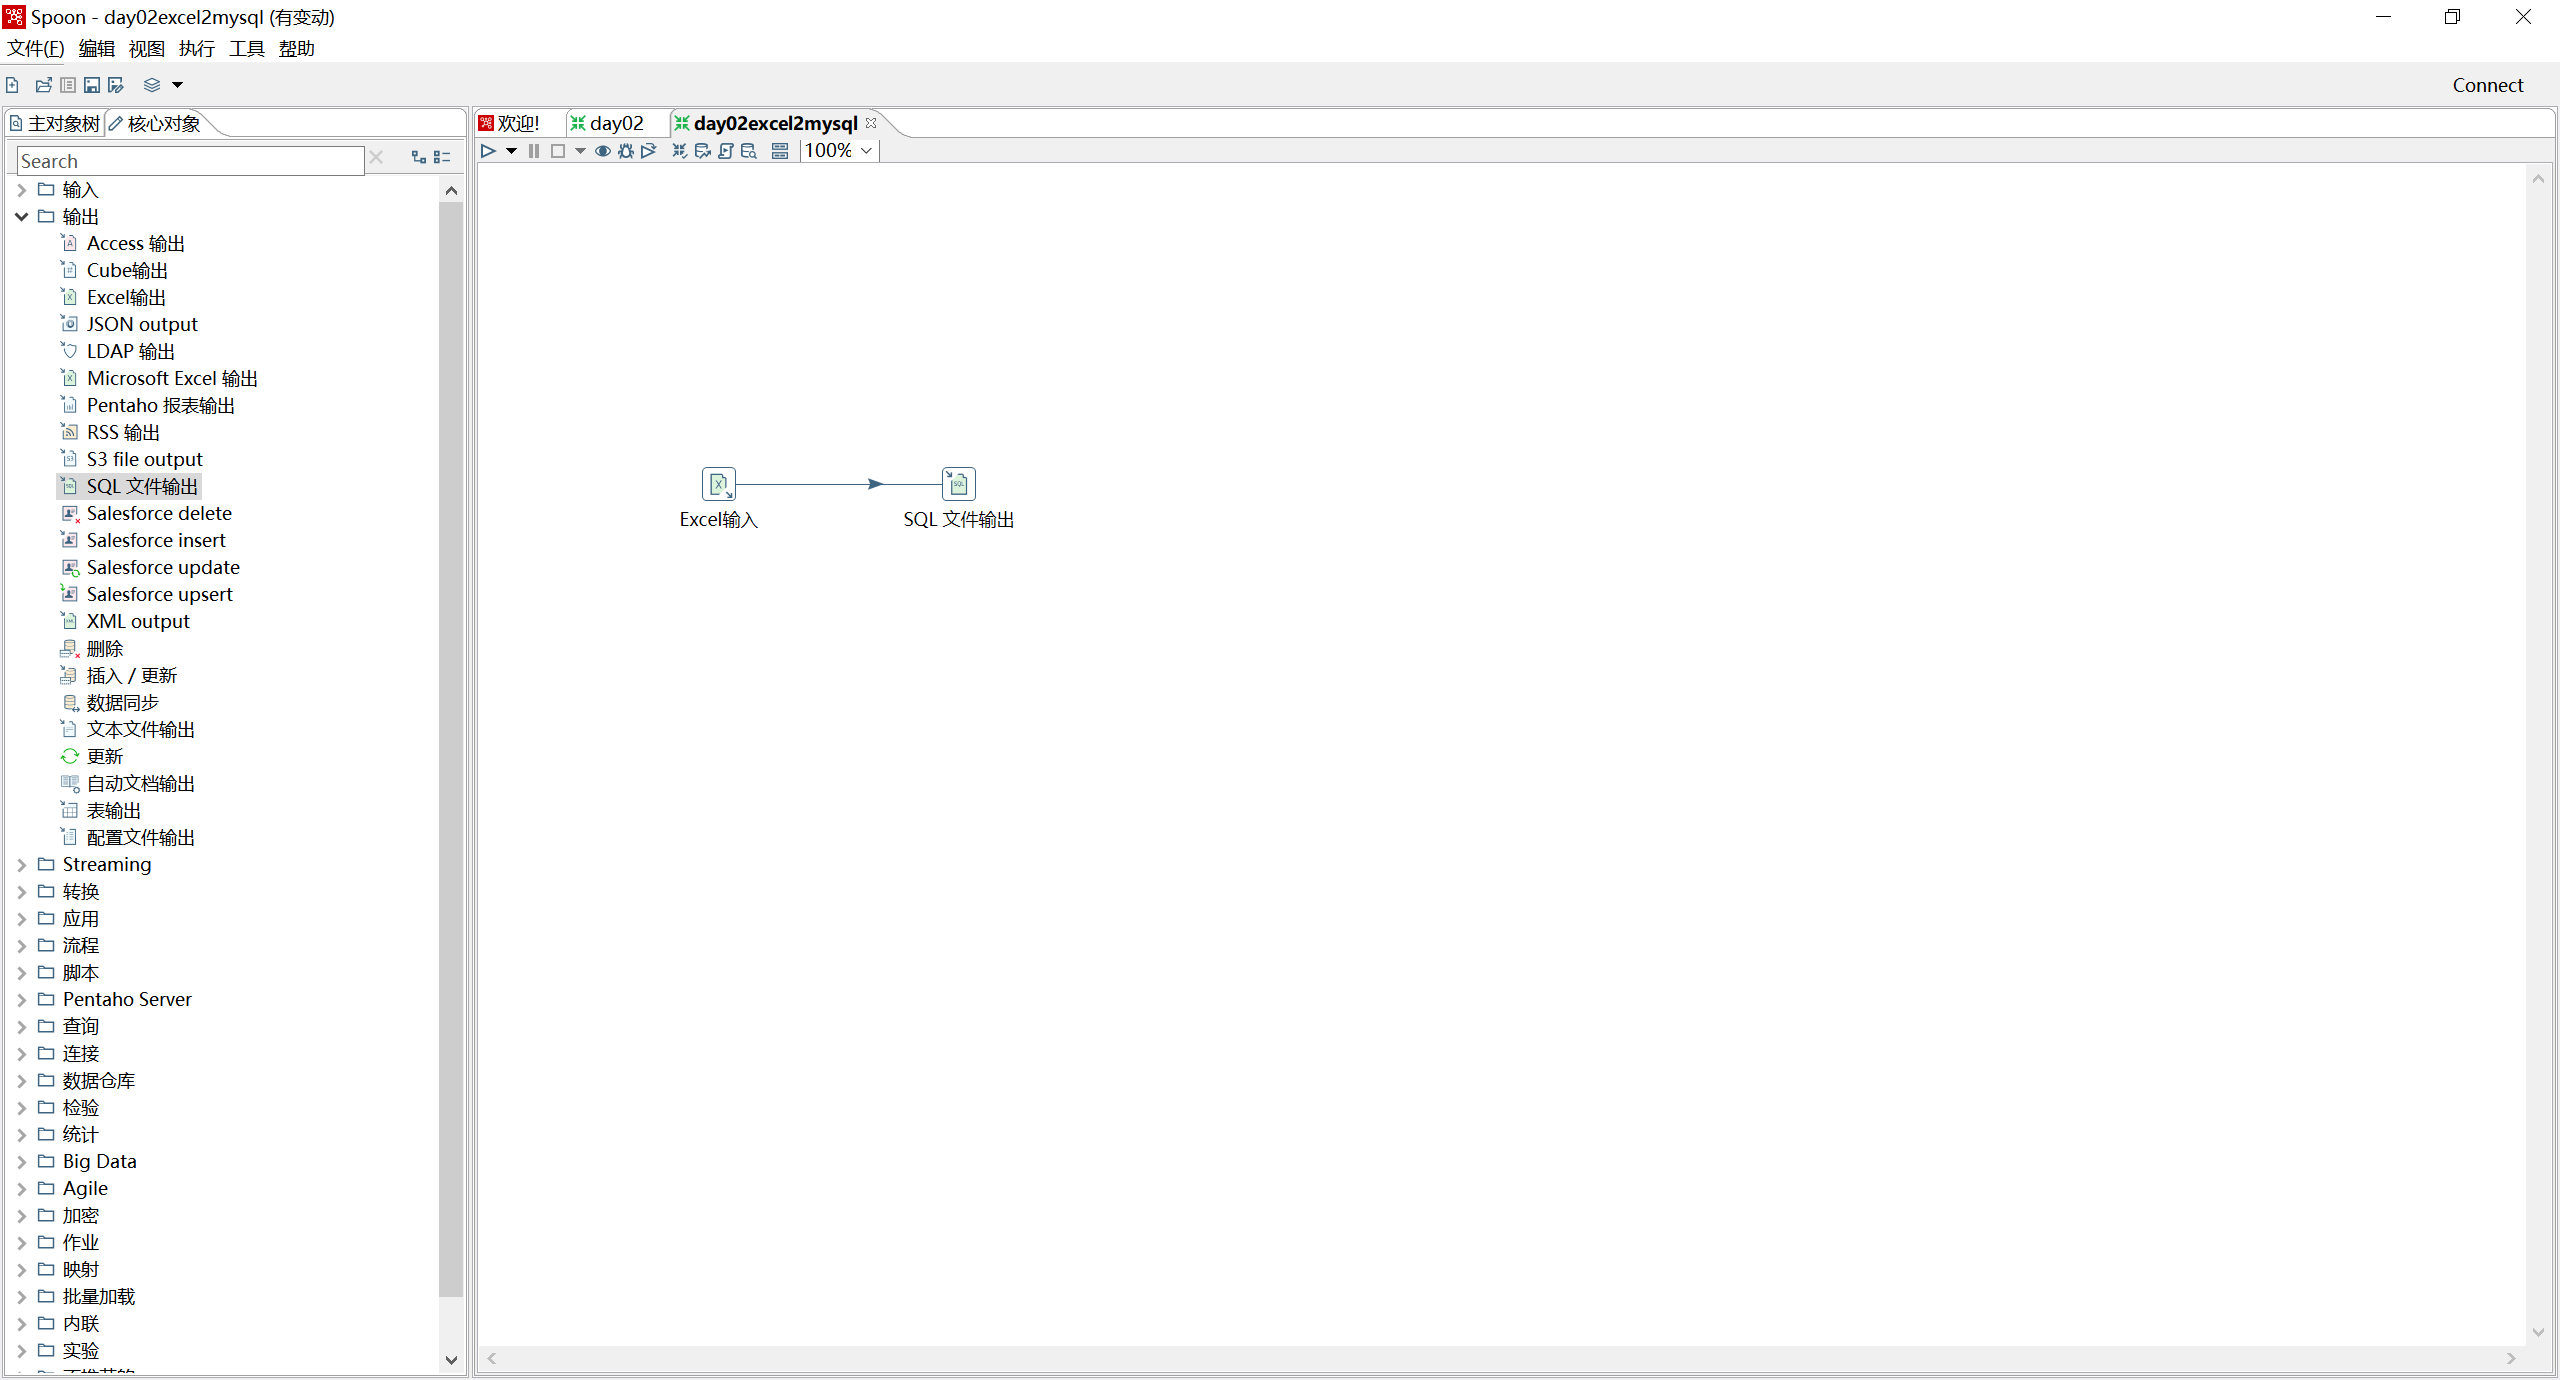 Spoon - day02excel2mysql (有变动)
文件(F) 编辑 视图 执行 工具 帮助
Connect
主对象树 核心对象
欢迎! day02 day02excel2mysql
Search
100%
输入
输出
Access 输出
Cube输出
Excel输出
JSON output
LDAP 输出
Microsoft Excel 输出
Pentaho 报表输出
RSS 输出
S3 file output
SQL 文件输出
Salesforce delete
Salesforce insert
Salesforce update
Salesforce upsert
XML output
删除
插入 / 更新
数据同步
文本文件输出
更新
自动文档输出
表输出
配置文件输出
Streaming
转换
应用
流程
脚本
Pentaho Server
查询
连接
数据仓库
检验
统计
Big Data
Agile
加密
作业
映射
批量加载
内联
实验
Excel输入
SQL 文件输出